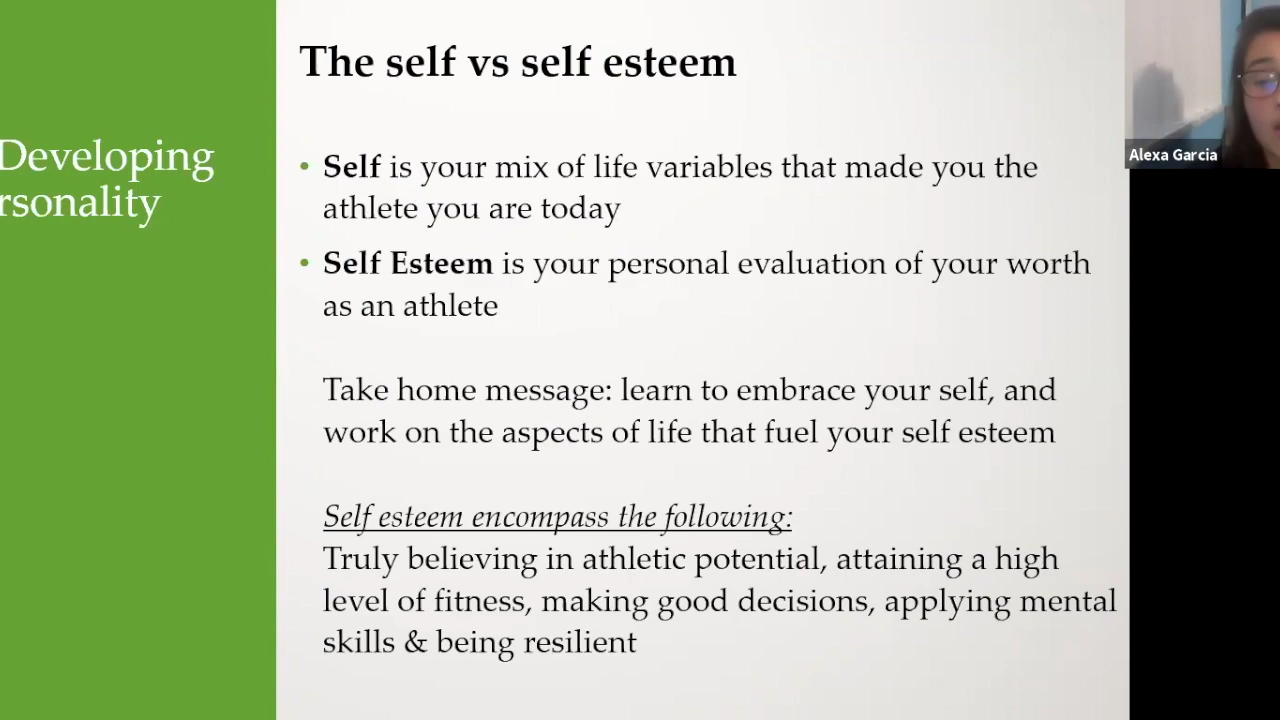 Developing
rsonality
The self vs self esteem
• Self is your mix of life variables that made you the
athlete you are today
• Self Esteem is your personal evaluation of your worth
as an athlete
Take home message: learn to embrace your self, and
work on the aspects of life that fuel your self esteem
Self esteem encompass the following:
Truly believing in athletic potential, attaining a high
level of fitness, making good decisions, applying mental
skills & being resilient
Alexa Garcia